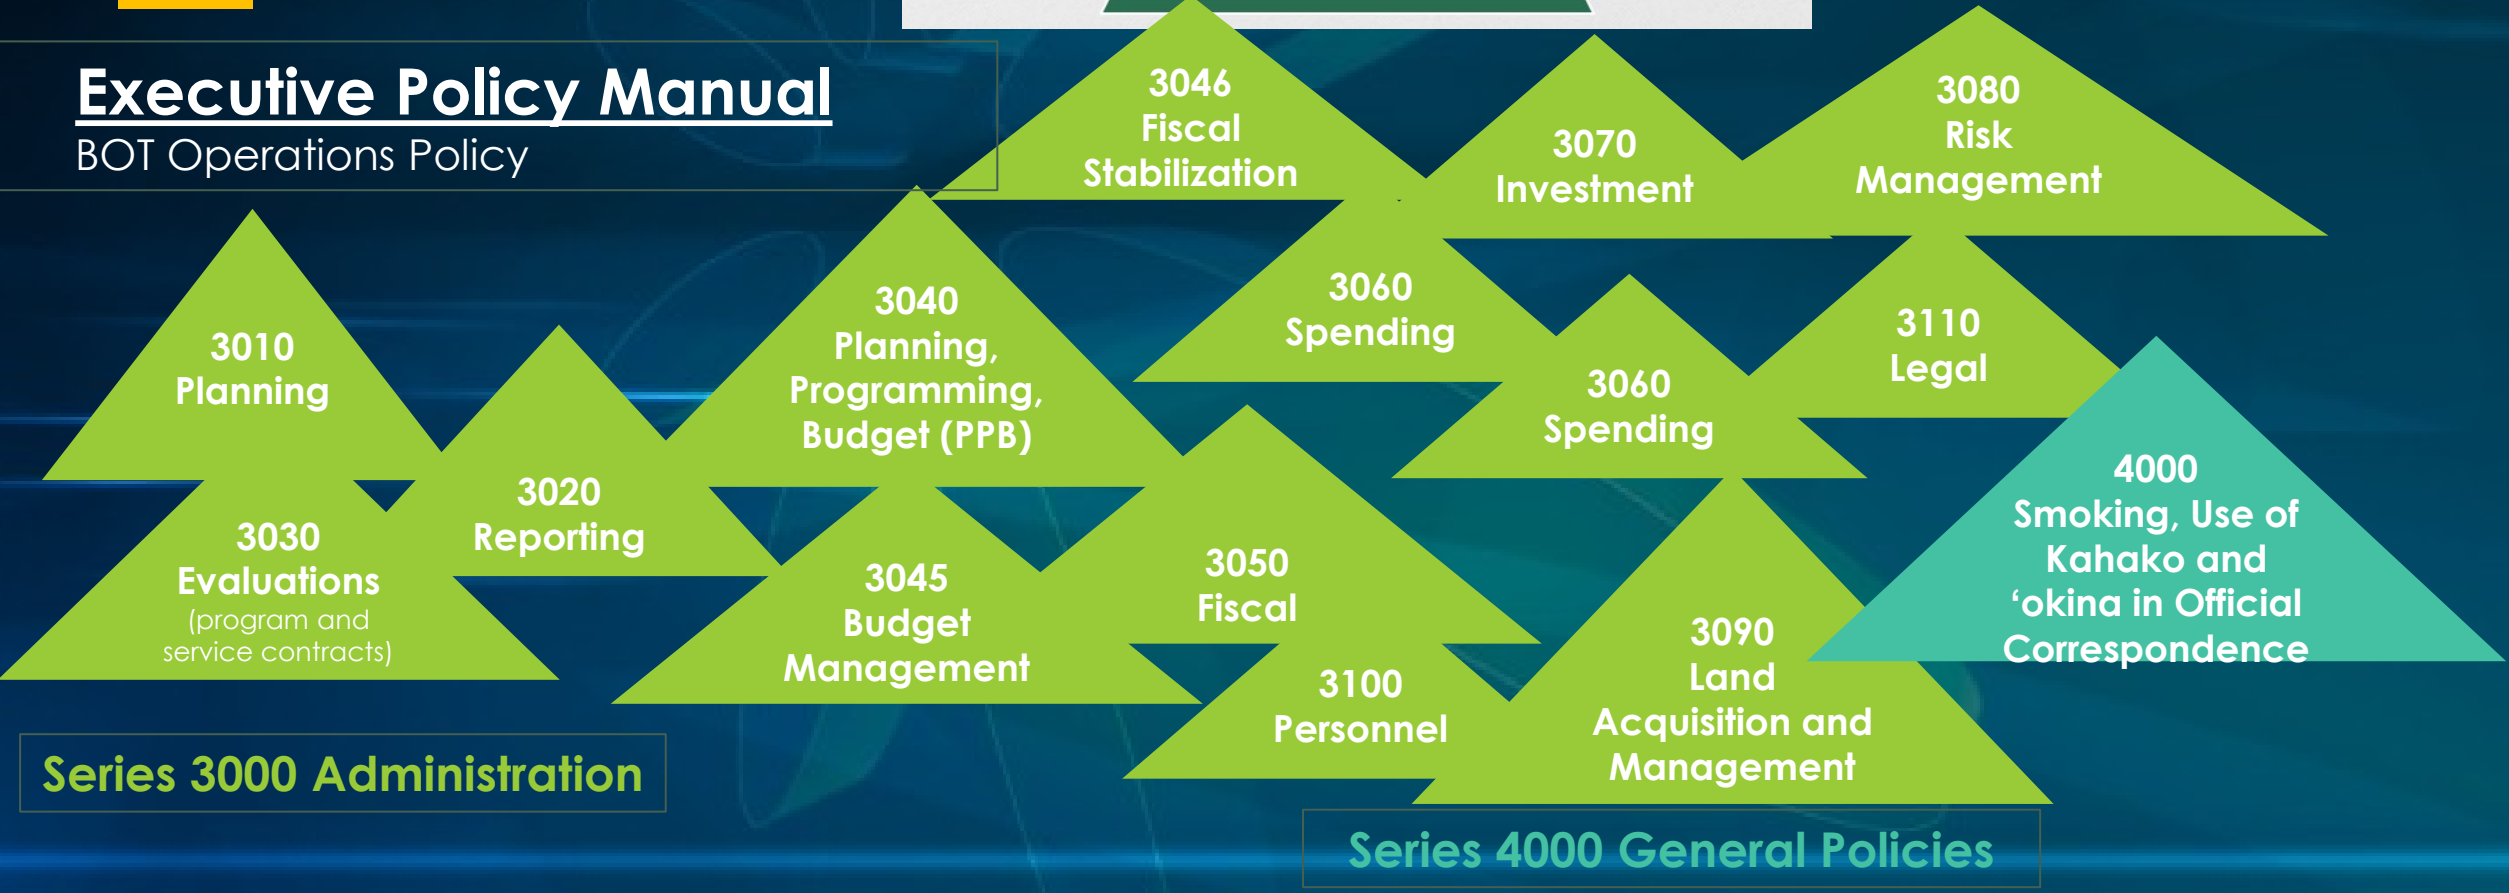 Executive Policy Manual
BOT Operations Policy
3046
Fiscal
Stabilization
3070
Investment
3080
Risk
Management
3010
Planning
3040
Planning,
Programming,
Budget (PPB)
3060
Spending
3060
Spending
3110
Legal
3030
Evaluations
(program and
service contracts)
3020
Reporting
3045
Budget
Management
3050
Fiscal
3100
Personnel
3090
Land
Acquisition and
Management
4000
Smoking, Use of
Kahako and
‘okina in Official
Correspondence
Series 3000 Administration
Series 4000 General Policies